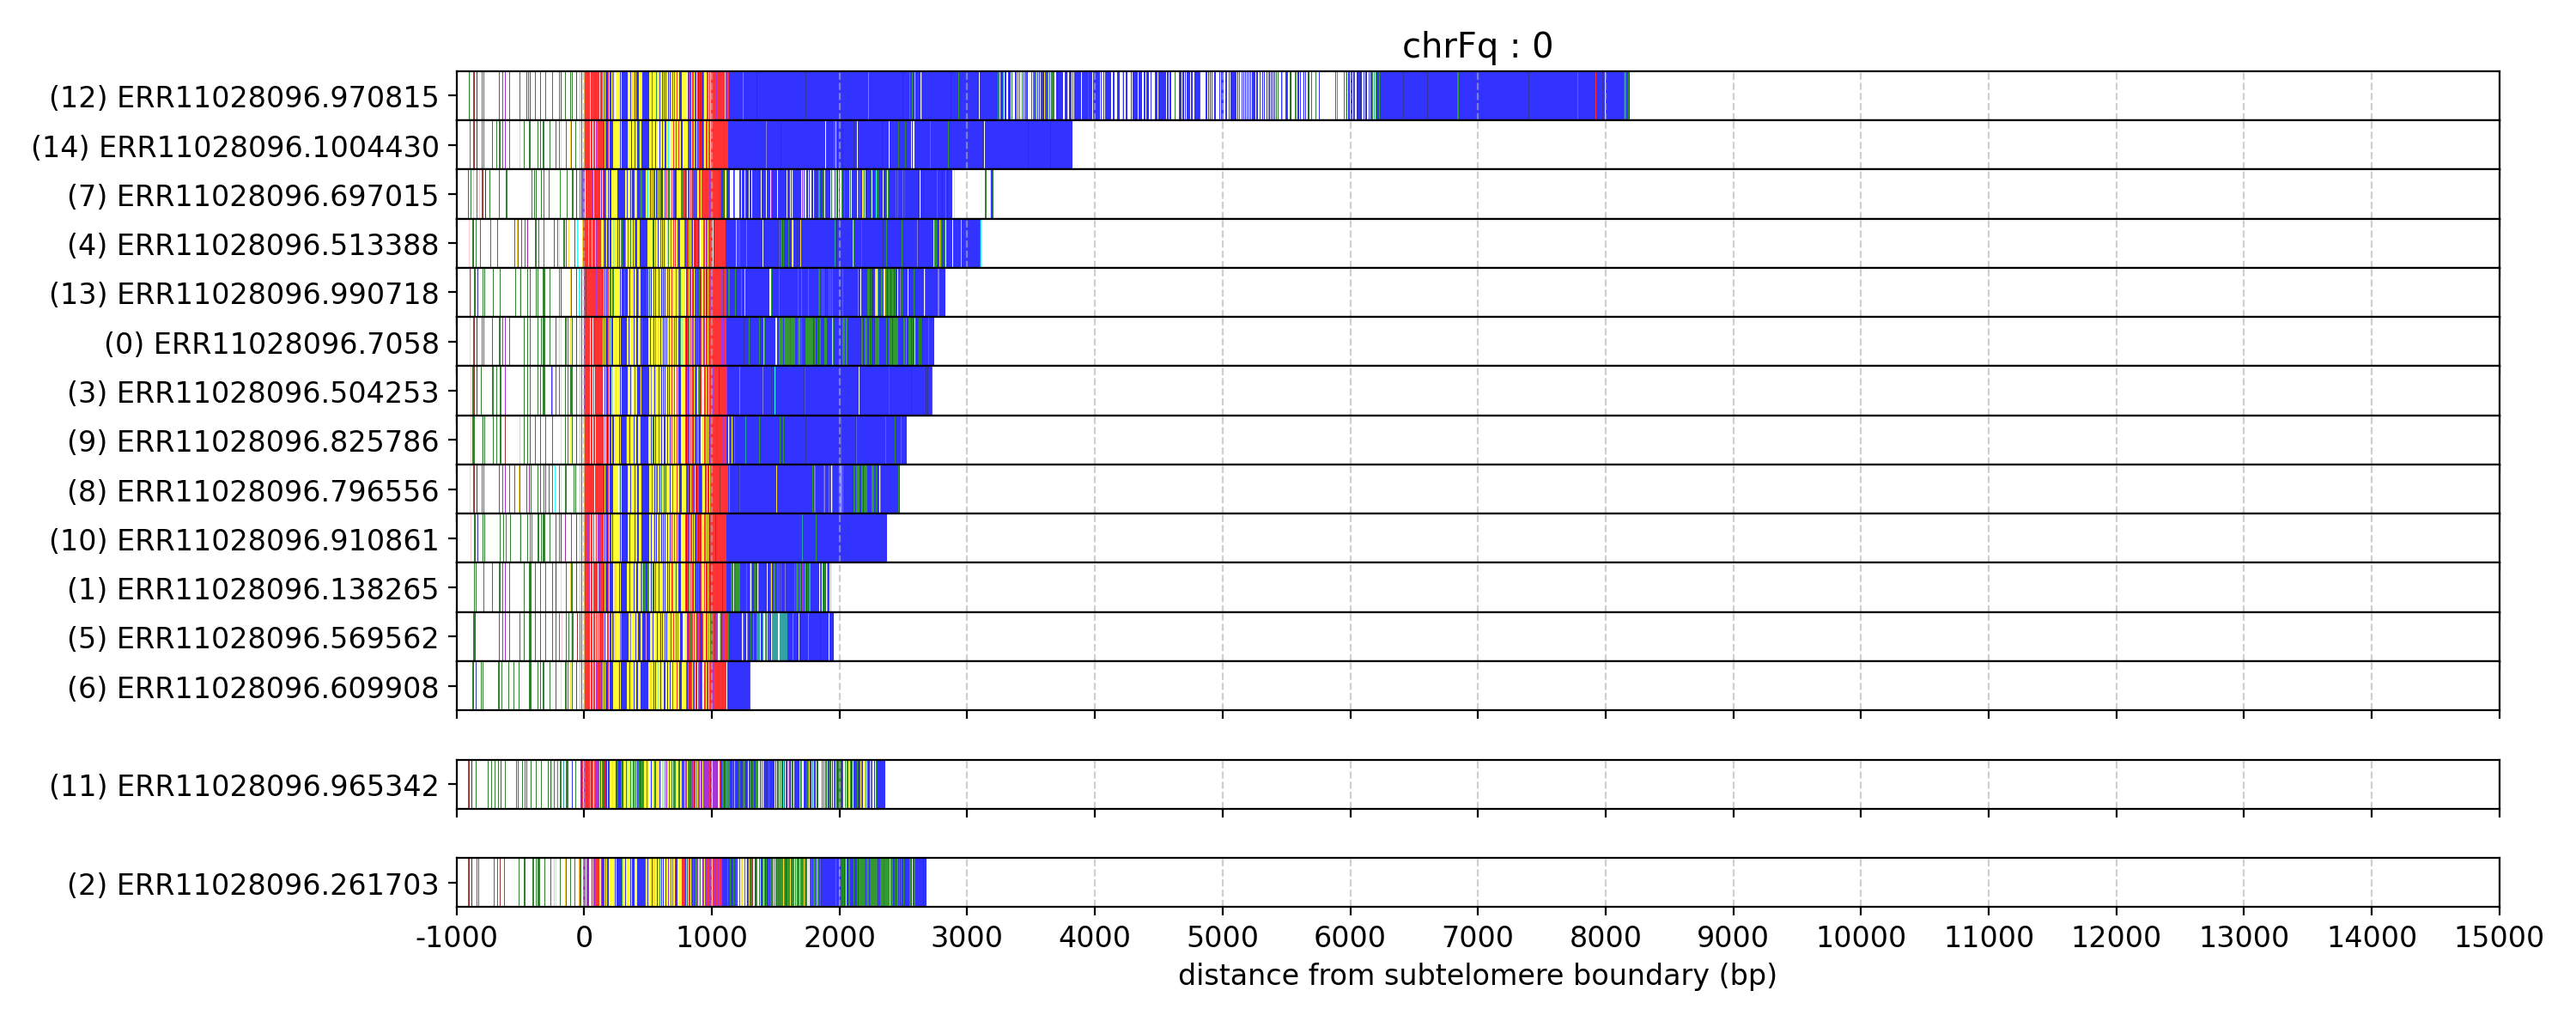 chrFq : 0
(12) ERR11028096.970815
(14) ERR11028096.1004430
(7) ERR11028096.697015
(4) ERR11028096.513388
(13) ERR11028096.990718
(0) ERR11028096.7058
(3) ERR11028096.504253
(9) ERR11028096.825786
(8) ERR11028096.796556
(10) ERR11028096.910861
(1) ERR11028096.138265
(5) ERR11028096.569562
(6) ERR11028096.609908
(11) ERR11028096.965342
(2) ERR11028096.261703
-1000 0 1000 2000 3000 4000 5000 6000 7000 8000 9000 10000 11000 12000 13000 14000 15000
distance from subtelomere boundary (bp)